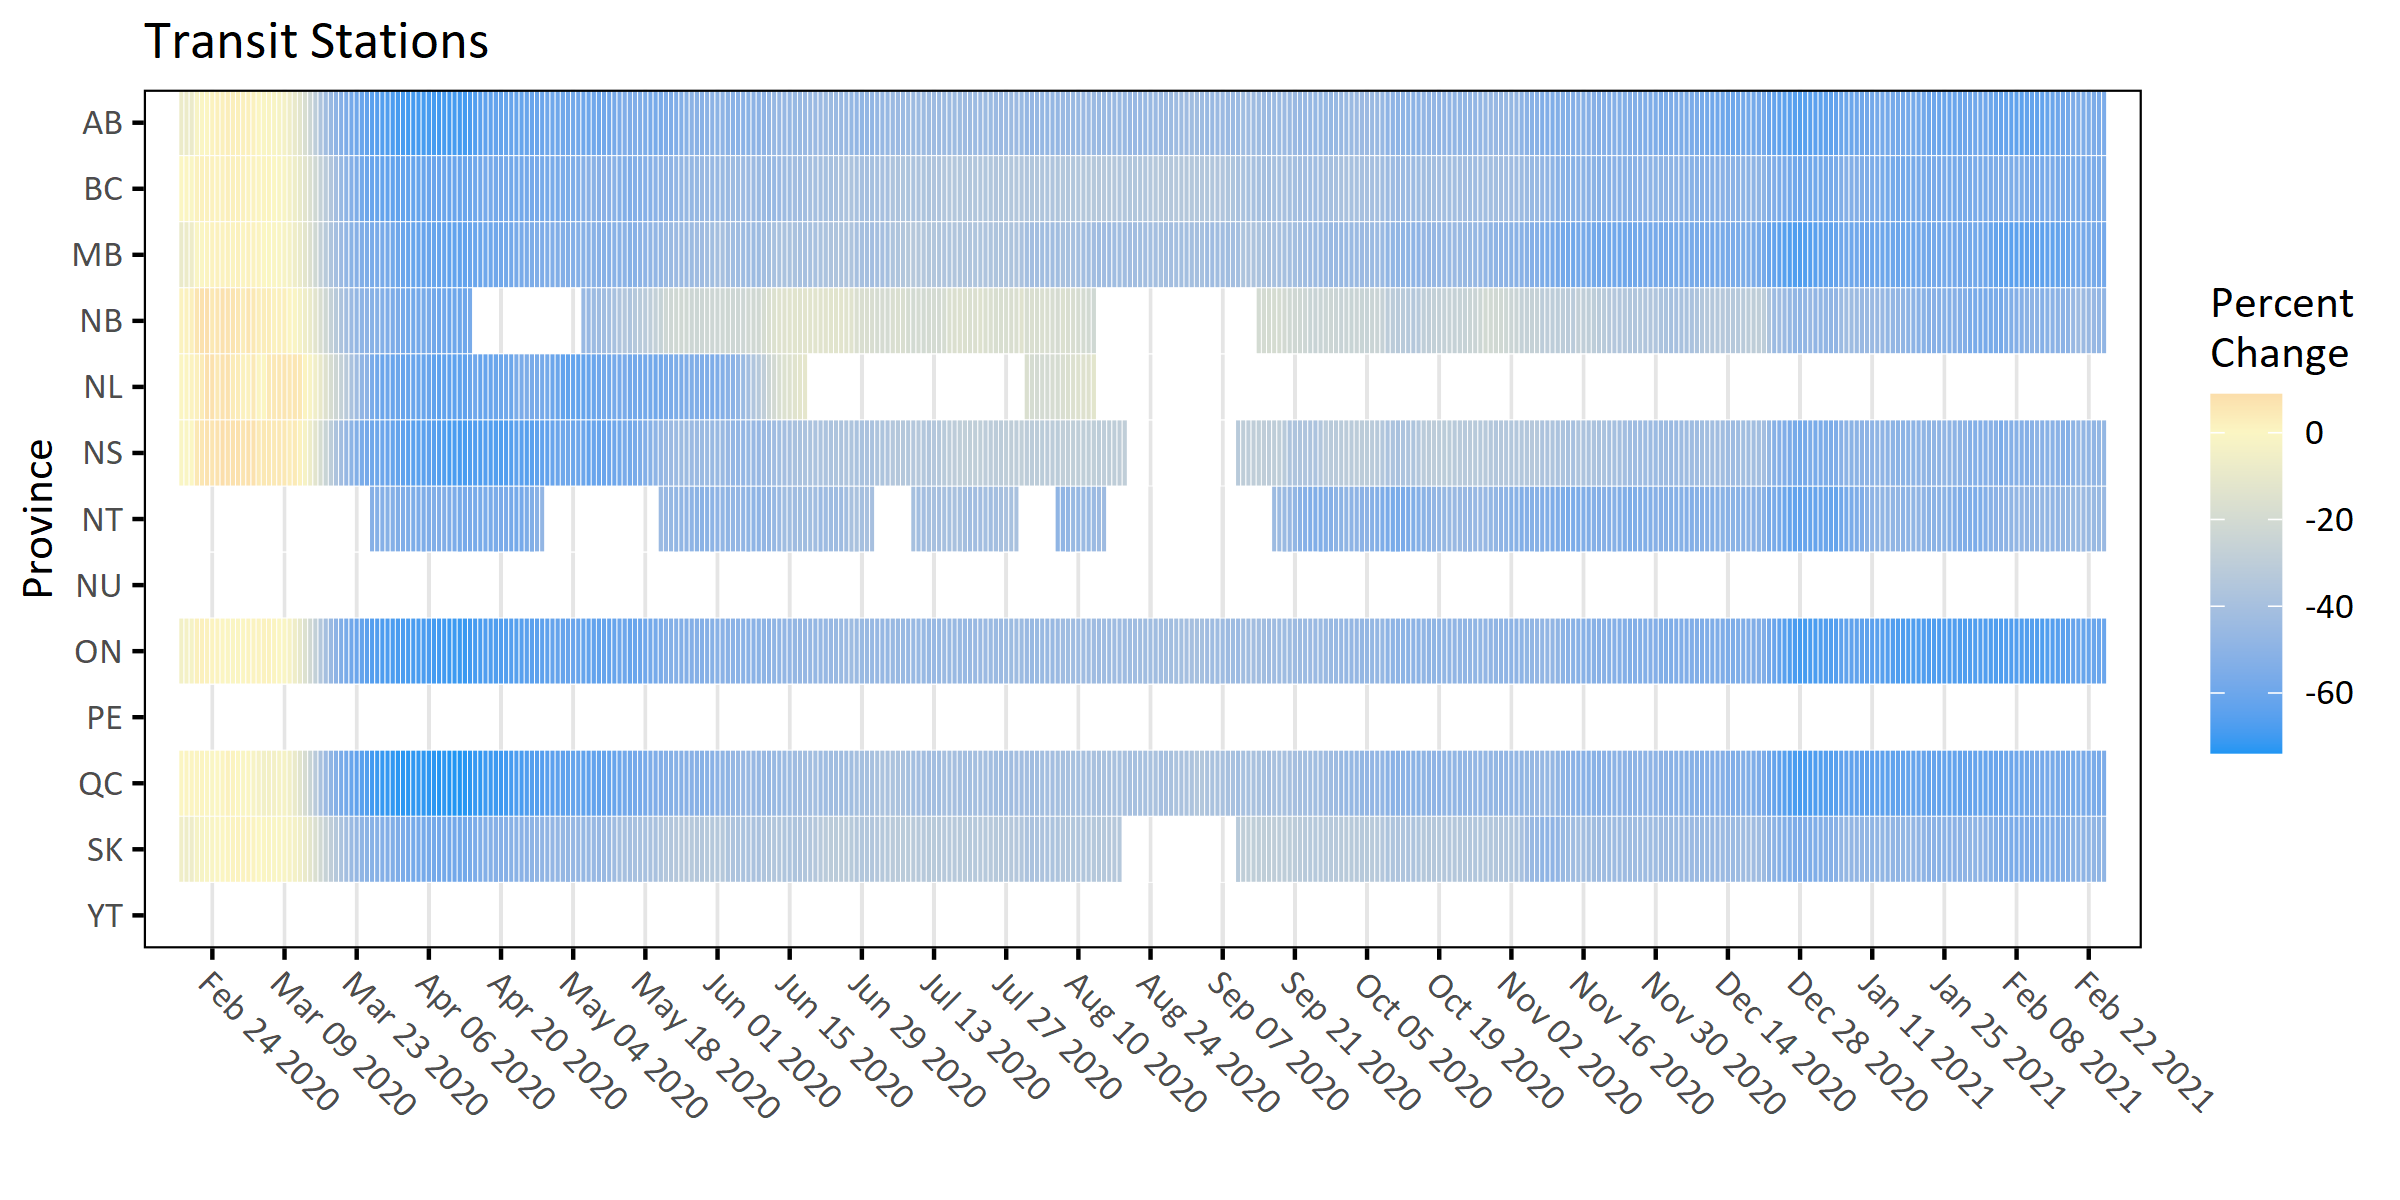 Transit Stations
Province
AB
BC
MB
NB
NL
NS
NT
NU
ON
PE
QC
SK
YT
Feb 24 2020
Mar 09 2020
Mar 23 2020
Apr 06 2020
Apr 20 2020
May 04 2020
May 18 2020
Jun 01 2020
Jun 15 2020
Jun 29 2020
Jul 13 2020
Jul 27 2020
Aug 10 2020
Aug 24 2020
Sep 07 2020
Sep 21 2020
Oct 05 2020
Oct 19 2020
Nov 02 2020
Nov 16 2020
Nov 30 2020
Dec 14 2020
Dec 28 2020
Jan 11 2021
Jan 25 2021
Feb 08 2021
Feb 22 2021
Percent
Change
0
-20
-40
-60